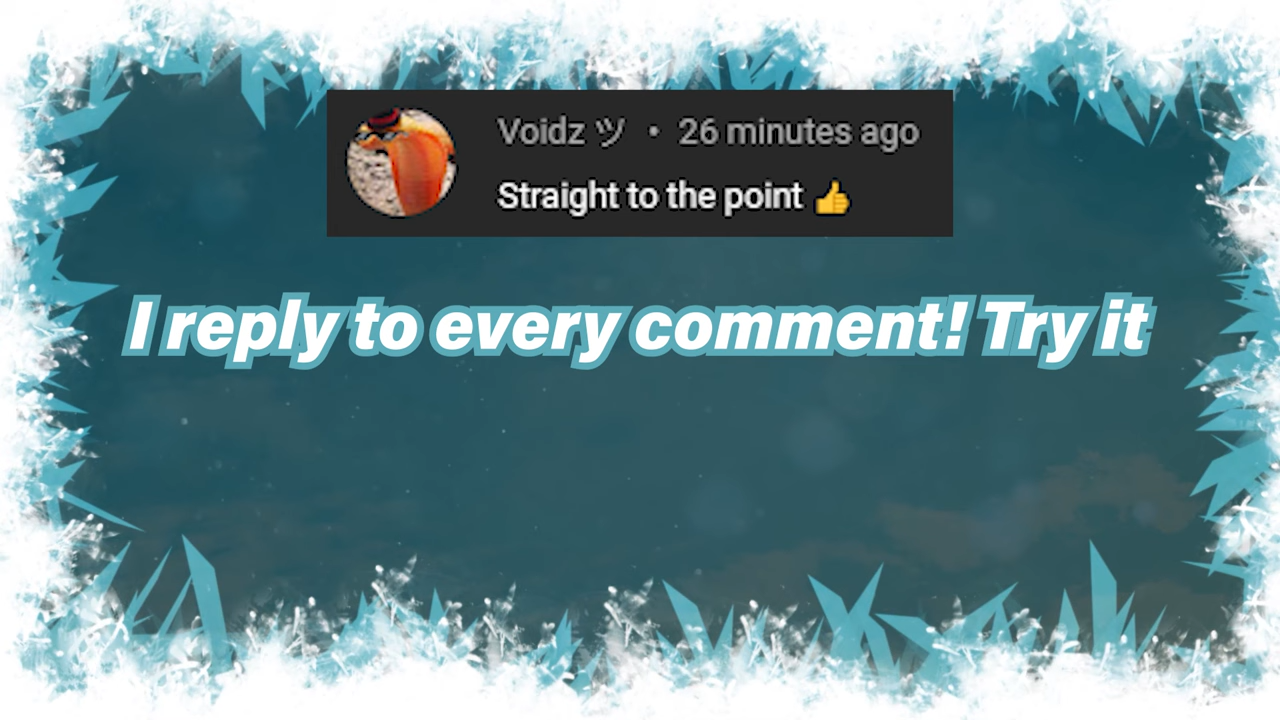 Voidz ツ • 26 minutes ago
Straight to the point 👍
I reply to every comment! Try it